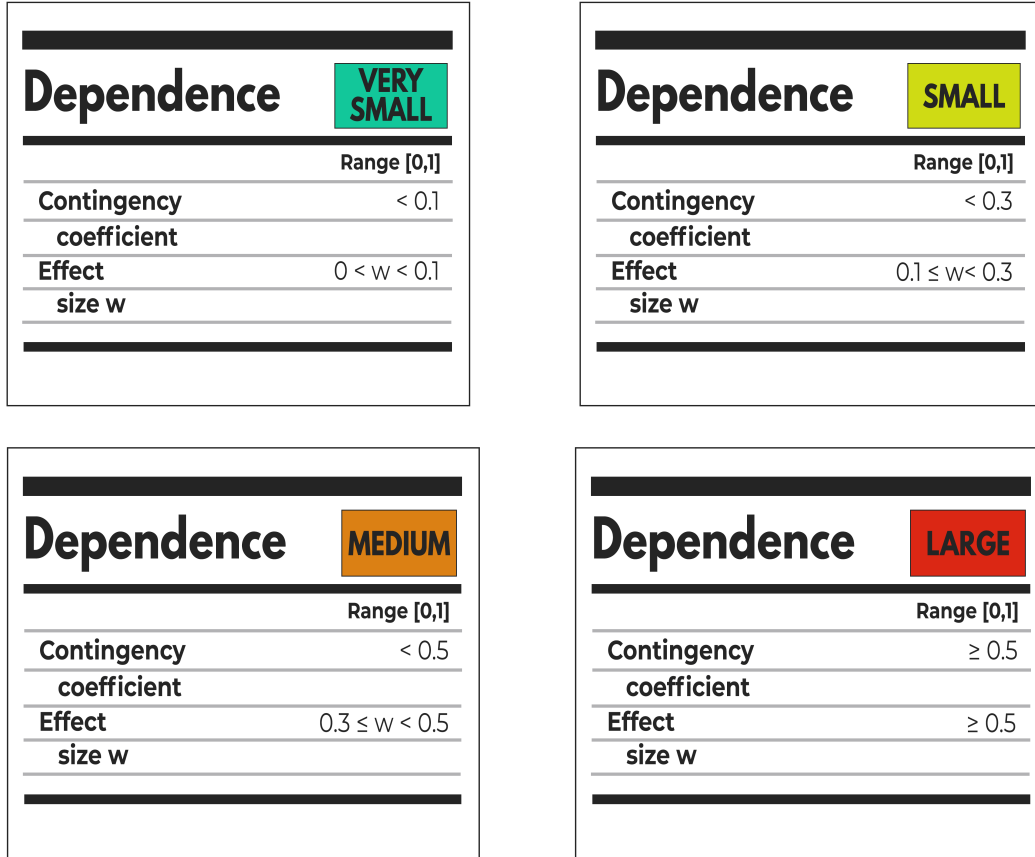 Dependence VERY SMALL
Range [0,1]
Contingency < 0.1
coefficient
Effect 0 < w < 0.1
size w
Dependence SMALL
Range [0,1]
Contingency < 0.3
coefficient
Effect 0.1 ≤ w< 0.3
size w
Dependence MEDIUM
Range [0,1]
Contingency < 0.5
coefficient
Effect 0.3 ≤ w < 0.5
size w
Dependence LARGE
Range [0,1]
Contingency ≥ 0.5
coefficient
Effect ≥ 0.5
size w